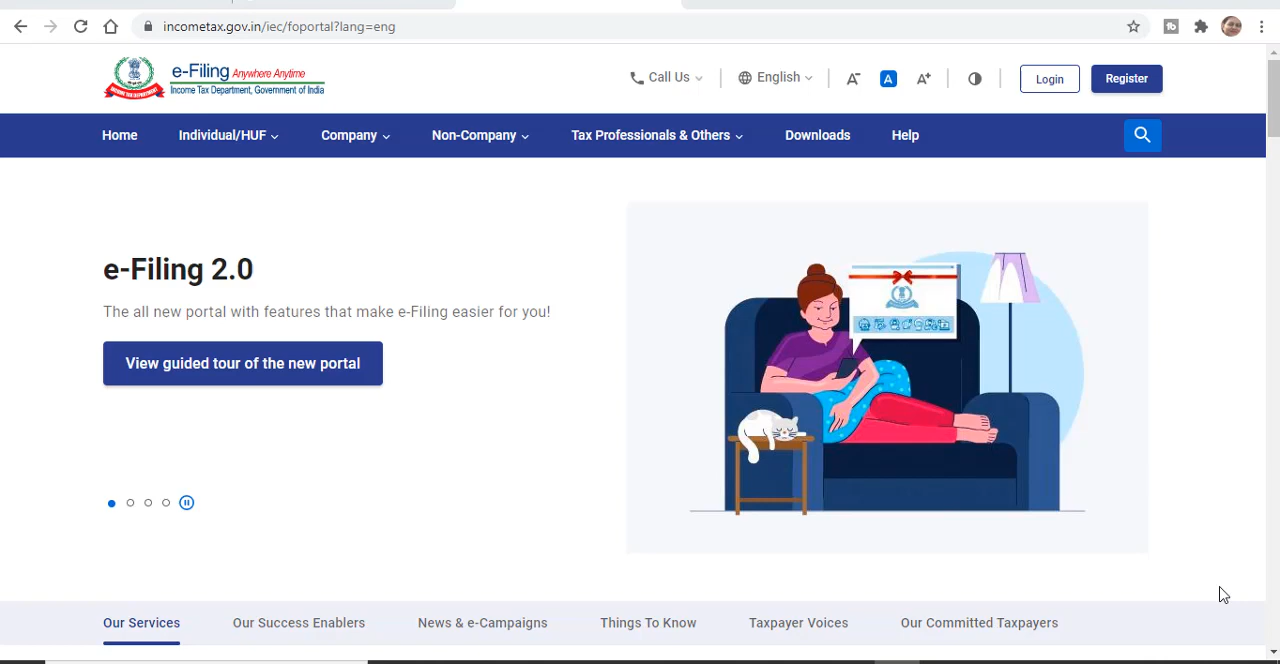 incometax.gov.in/iec/foportal?lang=eng
e-Filing Anywhere Anytime
Income Tax Department, Government of India
INCOME TAX DEPARTMENT
Call Us
English
A-
A
A+
Login
Register
Home
Individual/HUF
Company
Non-Company
Tax Professionals & Others
Downloads
Help
e-Filing 2.0
The all new portal with features that make e-Filing easier for you!
View guided tour of the new portal
Our Services
Our Success Enablers
News & e-Campaigns
Things To Know
Taxpayer Voices
Our Committed Taxpayers